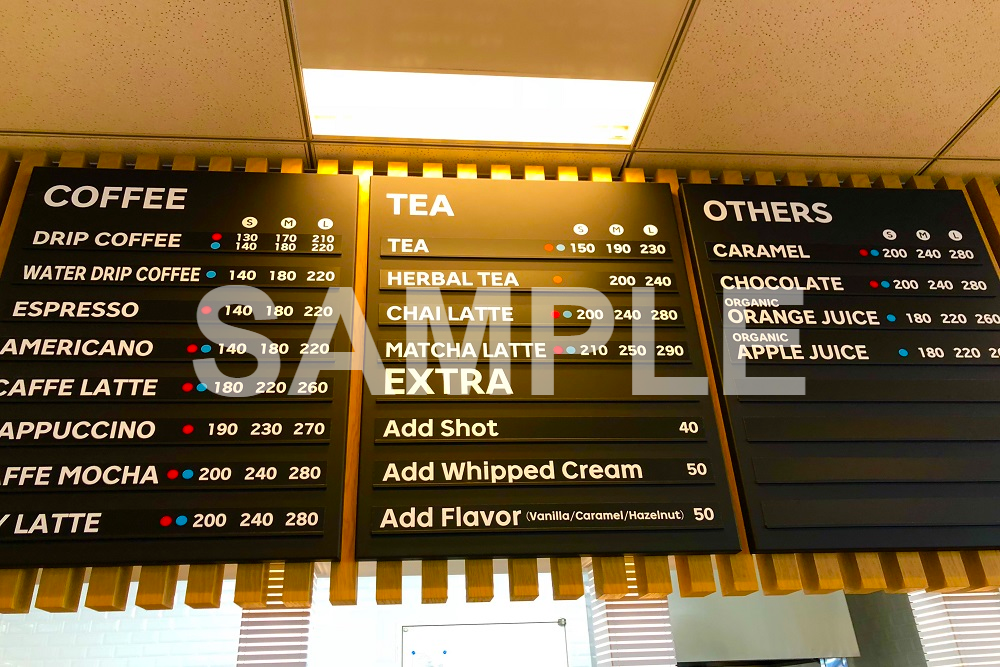 COFFEE
S M L
DRIP COFFEE 130 170 210
140 180 220
WATER DRIP COFFEE 140 180 220
ESPRESSO 140 180 220
AMERICANO 140 180 220
CAFFE LATTE 180 220 260
APPUCCINO 190 230 270
FFE MOCHA 200 240 280
LATTE 200 240 280
TEA
S M L
TEA 150 190 230
HERBAL TEA 200 240
CHAI LATTE 200 240 280
MATCHA LATTE 210 250 290
EXTRA
Add Shot 40
Add Whipped Cream 50
Add Flavor (Vanilla/Caramel/Hazelnut) 50
OTHERS
S M L
CARAMEL 200 240 280
CHOCOLATE 200 240 280
ORGANIC
ORANGE JUICE 180 220 260
ORGANIC
APPLE JUICE 180 220
SAMPLE